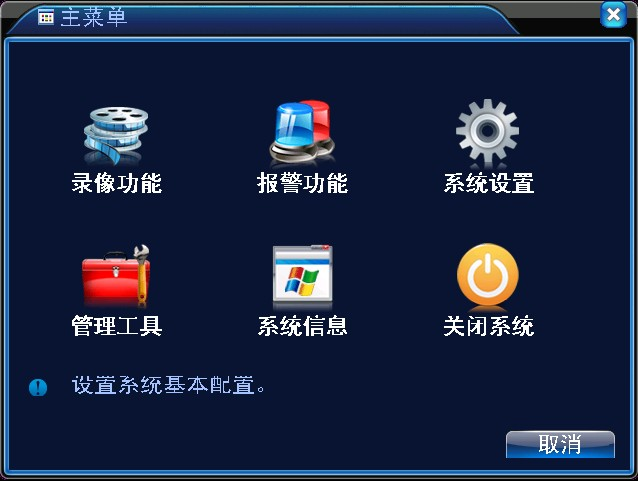 主菜单
录像功能 报警功能 系统设置
管理工具 系统信息 关闭系统
设置系统基本配置。
取消